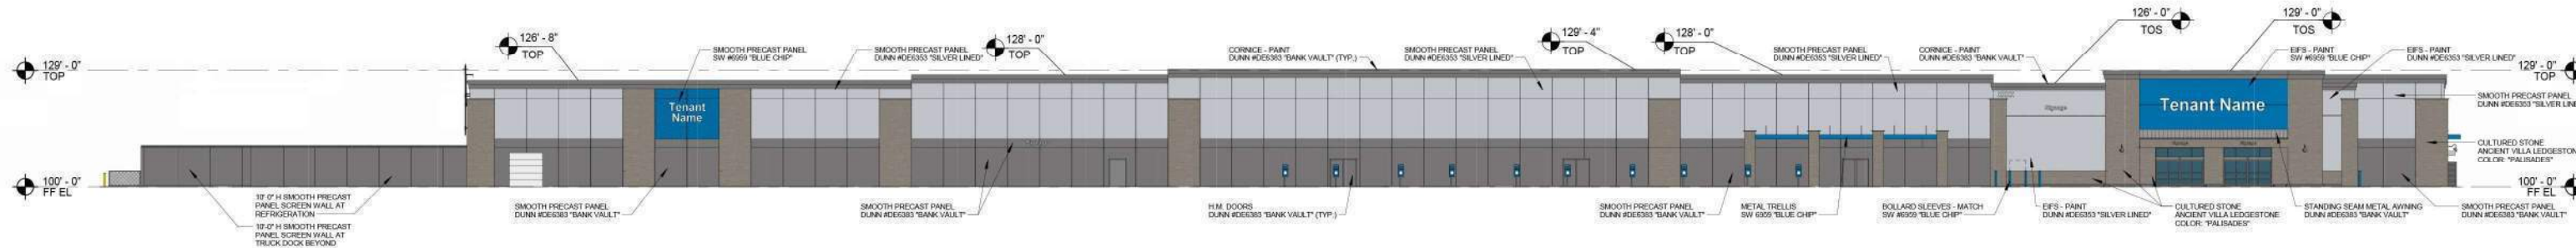 126' - 0"
TOS
129' - 0"
TOS
126' - 8"
TOP
128' - 0"
TOP
129' - 4"
TOP
128' - 0"
TOP
SMOOTH PRECAST PANEL
SW #6959 "BLUE CHIP"
SMOOTH PRECAST PANEL
DUNN #DE6353 "SILVER LINED"
CORNICE - PAINT
DUNN #DE6383 "BANK VAULT" (TYP.)
SMOOTH PRECAST PANEL
DUNN #DE6353 "SILVER LINED"
SMOOTH PRECAST PANEL
DUNN #DE6353 "SILVER LINED"
CORNICE - PAINT
DUNN #DE6383 "BANK VAULT"
EIFS - PAINT
SW #6959 "BLUE CHIP"
EIFS - PAINT
DUNN #DE6353 "SILVER LINED"
129' - 0"
TOP
129' - 0"
TOP
SMOOTH PRECAST PANEL
DUNN #DE6353 "SILVER LINE
Tenant
Name
Signage
Tenant Name
CULTURED STONE
ANCIENT VILLA LEDGESTON
COLOR: "PALISADES"
100' - 0"
FF EL
100' - 0"
FF EL
10'-0" H SMOOTH PRECAST
PANEL SCREEN WALL AT
REFRIGERATION
10'-0" H SMOOTH PRECAST
PANEL SCREEN WALL AT
TRUCK DOCK BEYOND
SMOOTH PRECAST PANEL
DUNN #DE6383 "BANK VAULT"
SMOOTH PRECAST PANEL
DUNN #DE6383 "BANK VAULT"
H.M. DOORS
DUNN #DE6383 "BANK VAULT" (TYP.)
SMOOTH PRECAST PANEL
DUNN #DE6383 "BANK VAULT"
METAL TRELLIS
SW 6959 "BLUE CHIP"
BOLLARD SLEEVES - MATCH
SW #6959 "BLUE CHIP"
EIFS - PAINT
DUNN #DE6353 "SILVER LINED"
CULTURED STONE
ANCIENT VILLA LEDGESTONE
COLOR: "PALISADES"
STANDING SEAM METAL AWNING
DUNN #DE6383 "BANK VAULT"
SMOOTH PRECAST PANEL
DUNN #DE6383 "BANK VAULT"